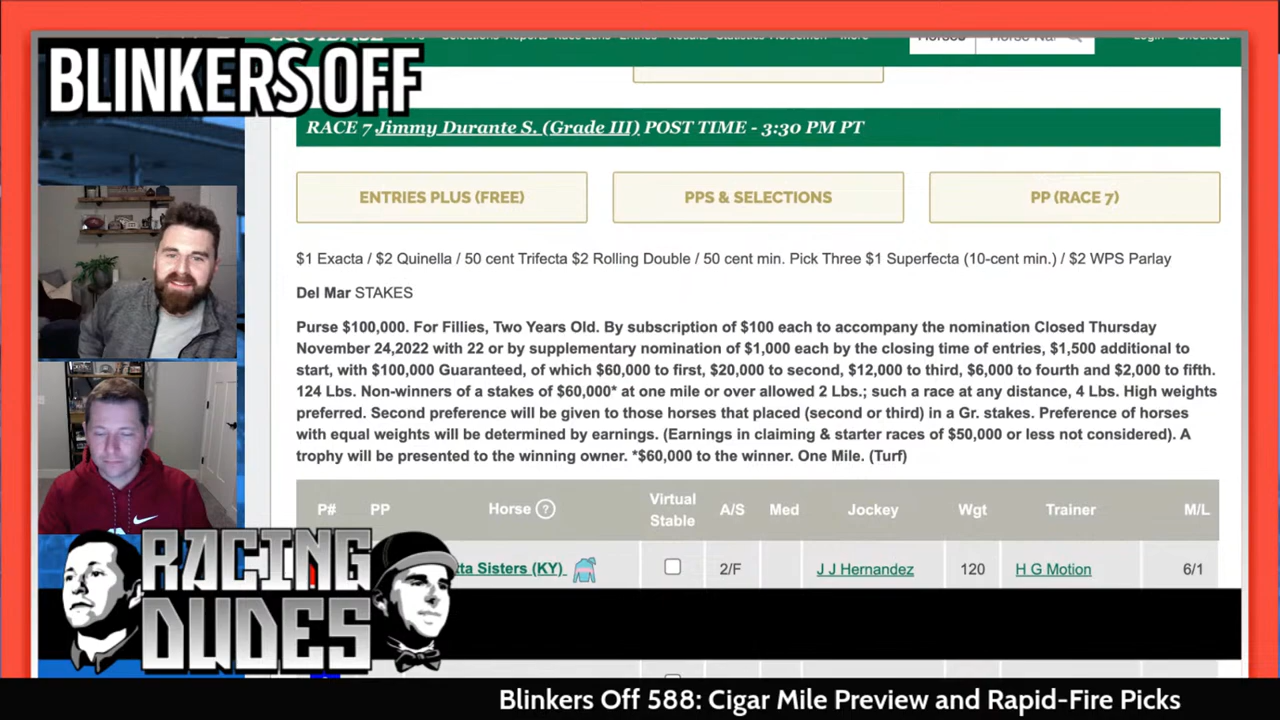 BLINKERS OFF
RACE 7 Jimmy Durante S. (Grade III) POST TIME - 3:30 PM PT
ENTRIES PLUS (FREE)
PPS & SELECTIONS
PP (RACE 7)
$1 Exacta / $2 Quinella / 50 cent Trifecta $2 Rolling Double / 50 cent min. Pick Three $1 Superfecta (10-cent min.) / $2 WPS Parlay
Del Mar STAKES
Purse $100,000. For Fillies, Two Years Old. By subscription of $100 each to accompany the nomination Closed Thursday
November 24,2022 with 22 or by supplementary nomination of $1,000 each by the closing time of entries, $1,500 additional to
start, with $100,000 Guaranteed, of which $60,000 to first, $20,000 to second, $12,000 to third, $6,000 to fourth and $2,000 to fifth.
124 Lbs. Non-winners of a stakes of $60,000* at one mile or over allowed 2 Lbs.; such a race at any distance, 4 Lbs. High weights
preferred. Second preference will be given to those horses that placed (second or third) in a Gr. stakes. Preference of horses
with equal weights will be determined by earnings. (Earnings in claiming & starter races of $50,000 or less not considered). A
trophy will be presented to the winning owner. *$60,000 to the winner. One Mile. (Turf)
P# PP Horse ? Virtual Stable A/S Med Jockey Wgt Trainer M/L
Sisters (KY) 2/F J J Hernandez 120 H G Motion 6/1
RACING
DUDES
Blinkers Off 588: Cigar Mile Preview and Rapid-Fire Picks